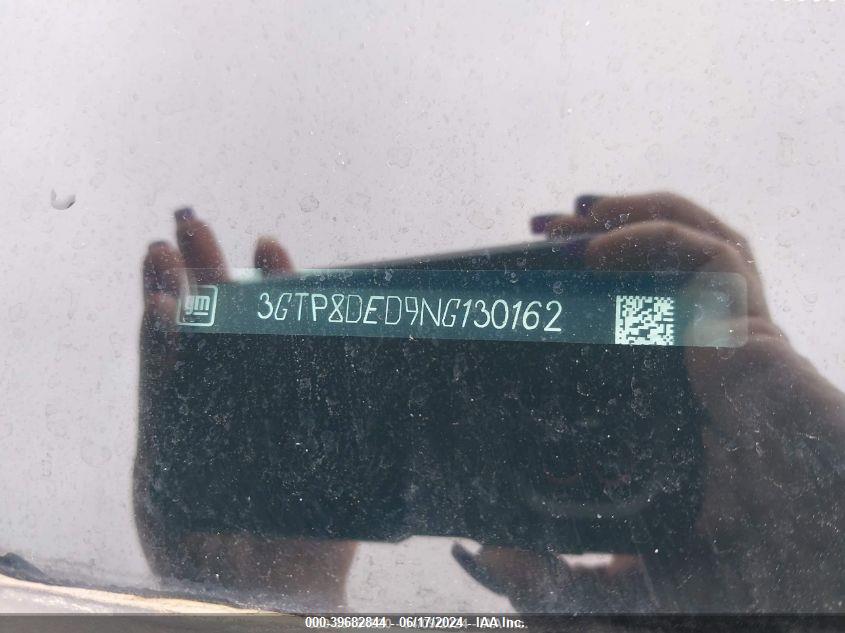 gm 3GTP8DED9NG130162
000-39682844 - 06/17/2024 - IAA Inc.